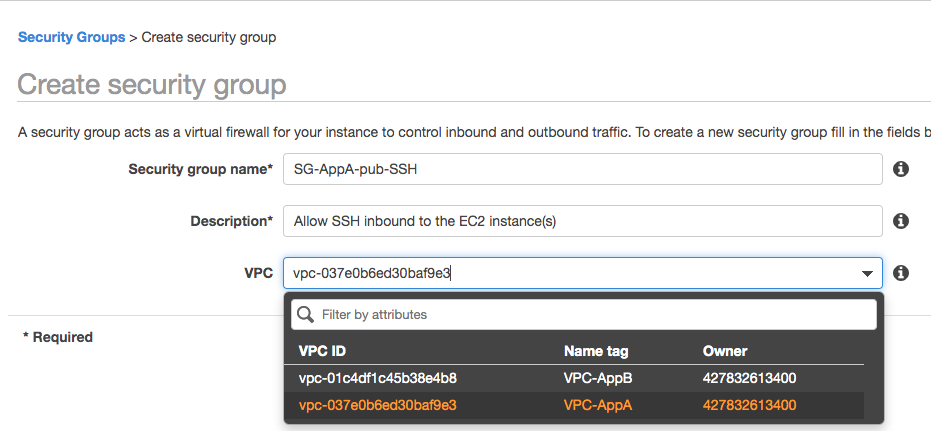 Security Groups > Create security group
Create security group
A security group acts as a virtual firewall for your instance to control inbound and outbound traffic. To create a new security group fill in the fields b
Security group name* SG-AppA-pub-SSH
Description* Allow SSH inbound to the EC2 instance(s)
VPC vpc-037e0b6ed30baf9e3
Filter by attributes
* Required
VPC ID Name tag Owner
vpc-01c4df1c45b38e4b8 VPC-AppB 427832613400
vpc-037e0b6ed30baf9e3 VPC-AppA 427832613400